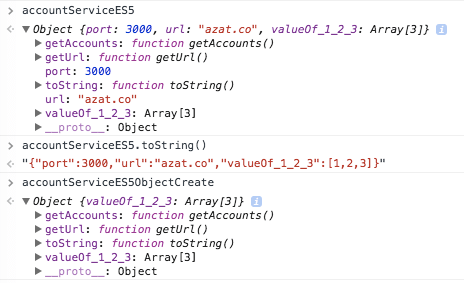 > accountServiceES5
<· ▼ Object {port: 3000, url: "azat.co", valueOf_1_2_3: Array[3]} i
▶ getAccounts: function getAccounts()
▶ getUrl: function getUrl()
port: 3000
▶ toString: function toString()
url: "azat.co"
▶ valueOf_1_2_3: Array[3]
▶ __proto__: Object
> accountServiceES5.toString()
<· "{"port":3000,"url":"azat.co","valueOf_1_2_3":[1,2,3]}"
> accountServiceES5ObjectCreate
<· ▼ Object {valueOf_1_2_3: Array[3]} i
▶ getAccounts: function getAccounts()
▶ getUrl: function getUrl()
▶ toString: function toString()
▶ valueOf_1_2_3: Array[3]
▶ __proto__: Object